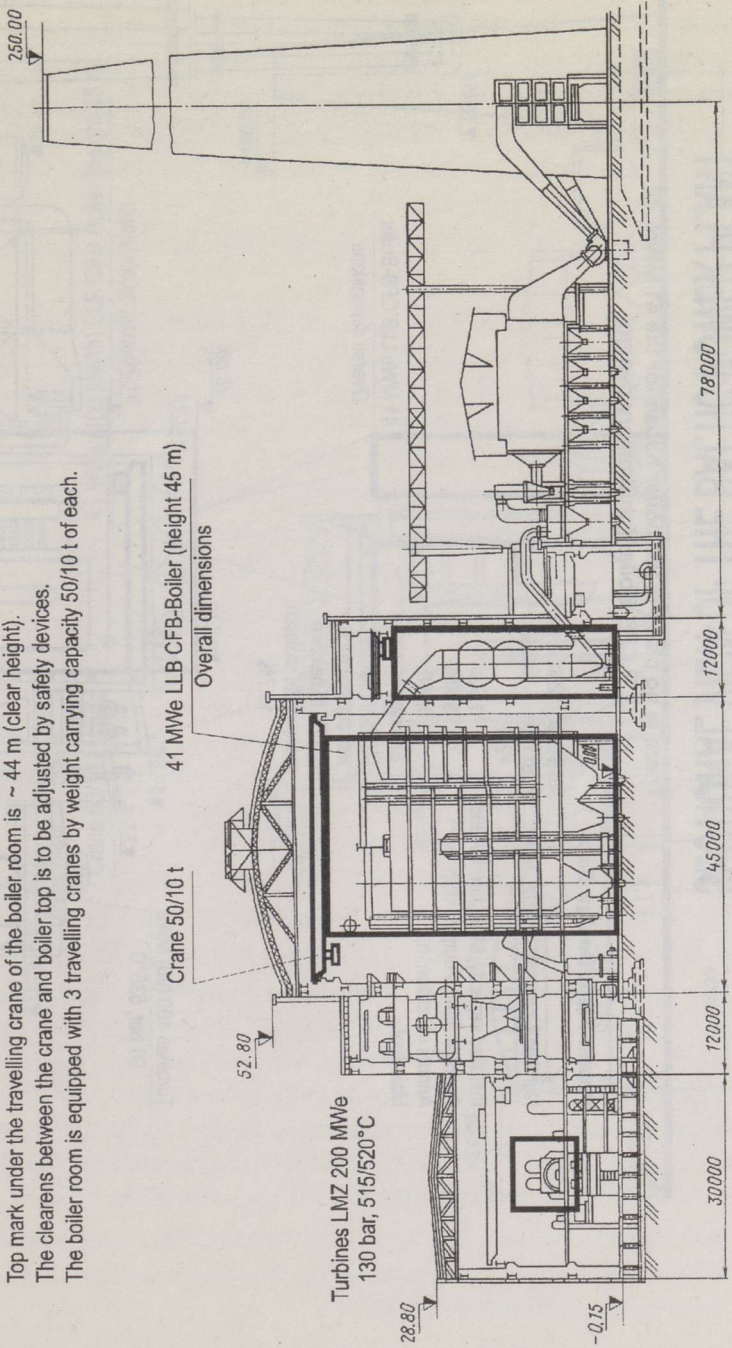 Top mark under the travelling crane of the boiler room is ~ 44 m (clear height).
The clearens between the crane and boiler top is to be adjusted by safety devices.
The boiler room is equipped with 3 travelling cranes by weight carrying capacity 50/10 t of each.
250.00
Crane 50/10 t
41 MWe LLB CFB-Boiler (height 45 m)
Overall dimensions
52.80
Turbines LMZ 200 MWe
130 bar, 515/520°C
28.80
0.00
-0.15
30000
12000
45000
12000
78000